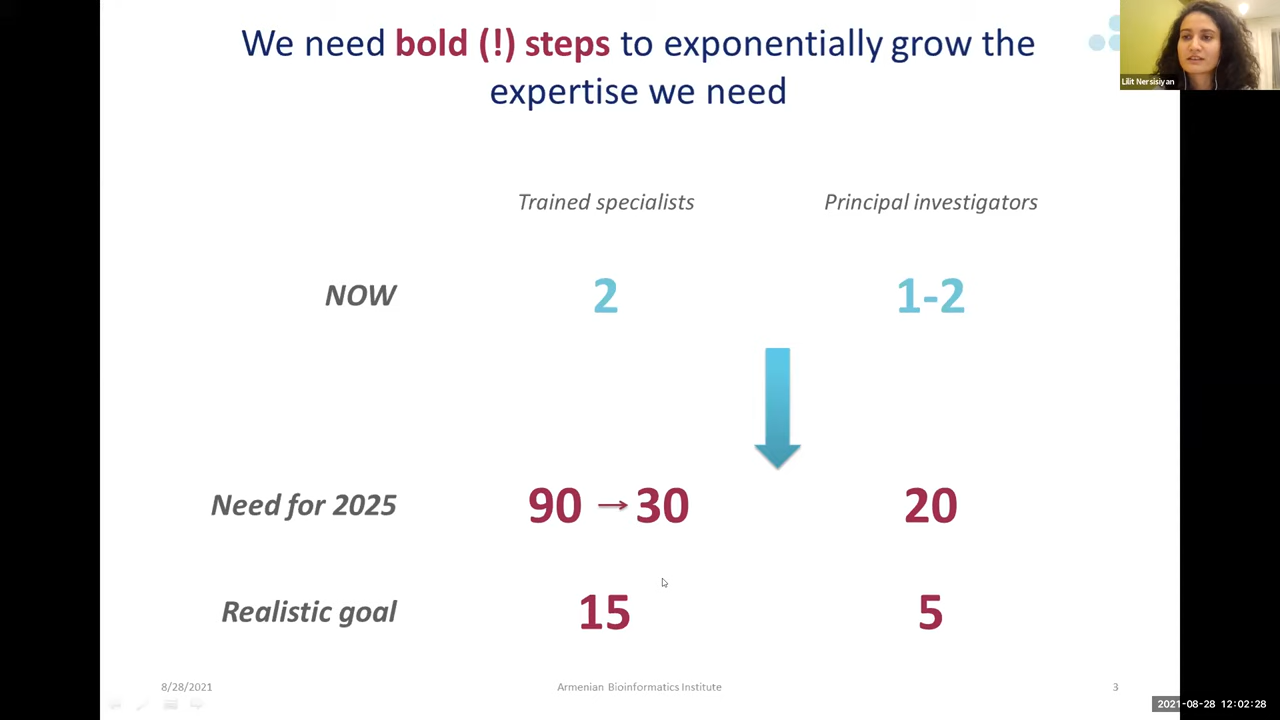 We need bold (!) steps to exponentially grow the
expertise we need
Lilit Nersisiyan
Trained specialists
Principal investigators
NOW
2
1-2
Need for 2025
90 → 30
20
Realistic goal
15
5
8/28/2021
Armenian Bioinformatics Institute
3
2021-08-28 12:02:28